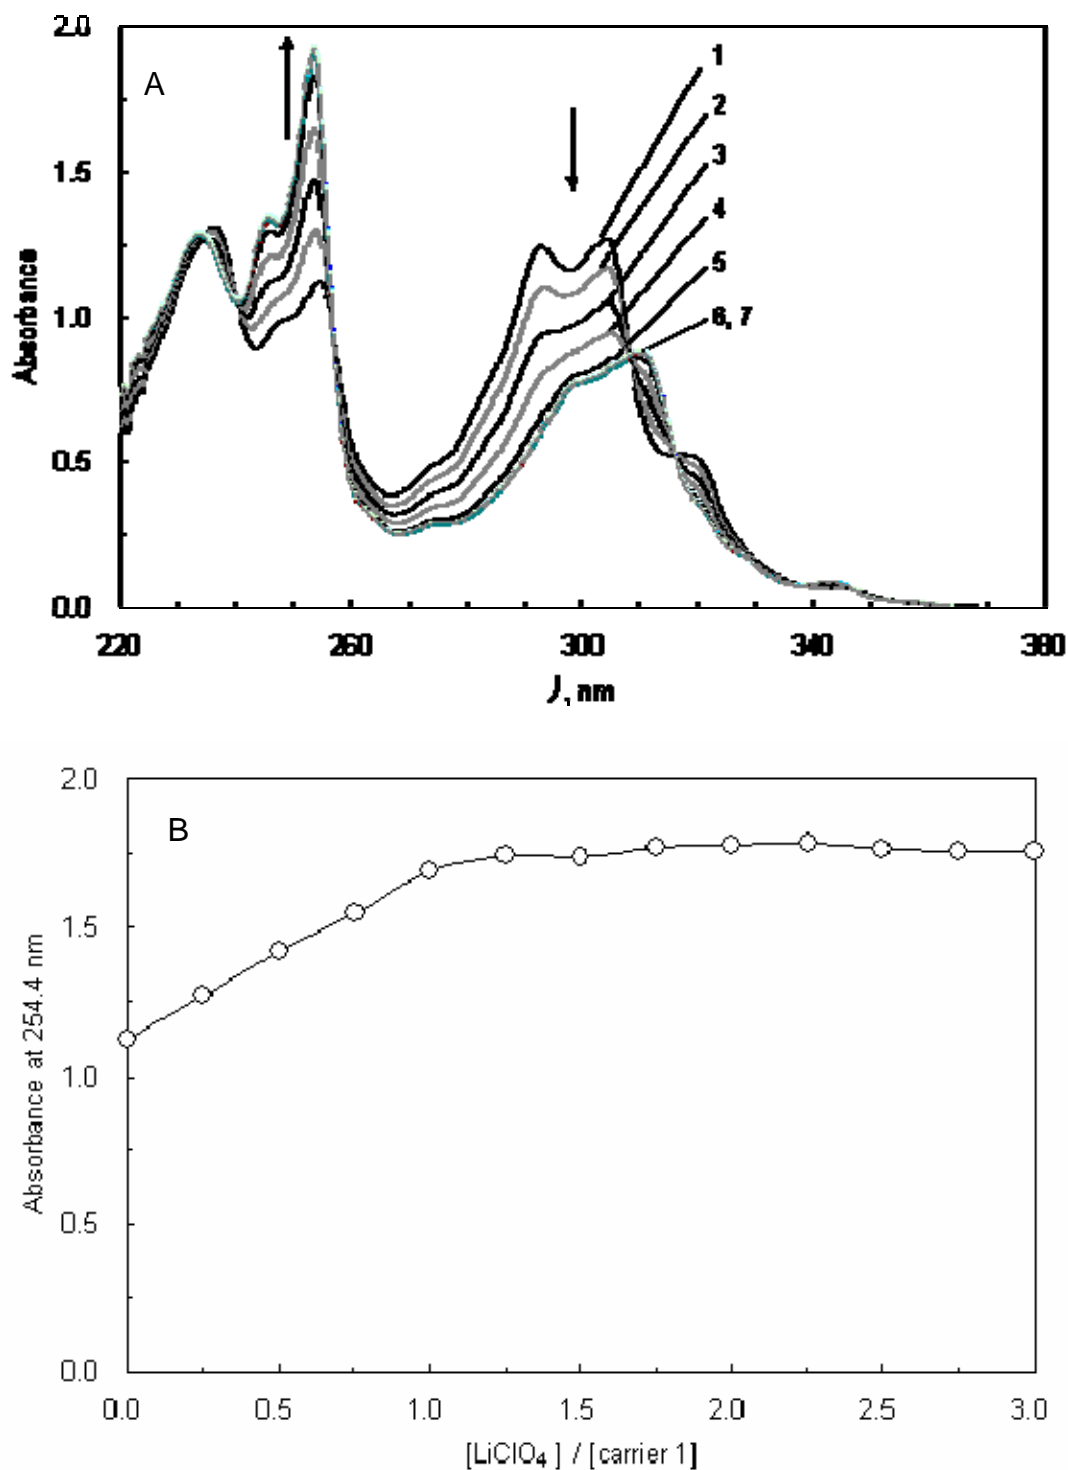 2.0
A
1
2
1.5
3
4
Absorbance
5
1.0
6, 7
0.5
0.0
220 260 300 340 380
λ, nm
2.0
B
1.5
Absorbance at 254.4 nm
1.0
0.5
0.0
0.0 0.5 1.0 1.5 2.0 2.5 3.0
[LiClO4 ] / [carrier 1]